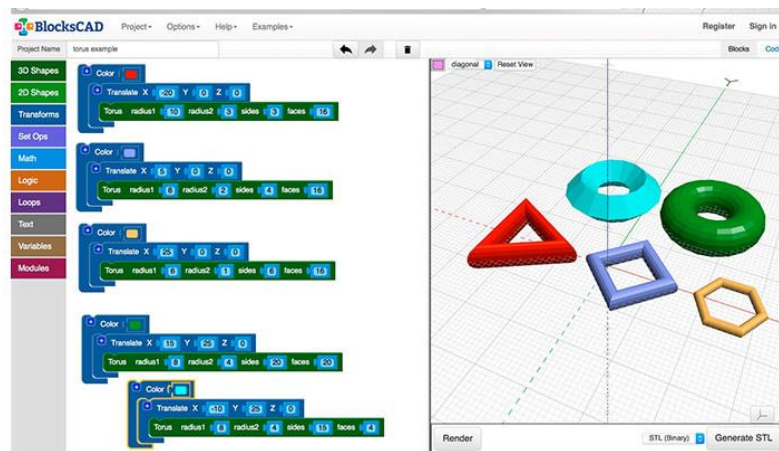 BlocksCAD Project Options Help Examples Register Sign in
Project Name torus example Blocks
3D Shapes
2D Shapes
Transforms
Set Ops
Math
Logic
Loops
Text
Variables
Modules
Color
Translate X -20 Y 0 Z 0
Torus radius1 10 radius2 3 sides 3 faces 16
Color
Translate X 5 Y 0 Z 0
Torus radius1 8 radius2 2 sides 4 faces 16
Color
Translate X 25 Y 0 Z 0
Torus radius1 6 radius2 1 sides 6 faces 16
Color
Translate X 15 Y 25 Z 0
Torus radius1 8 radius2 4 sides 20 faces 20
Color
Translate X -10 Y 25 Z 0
Torus radius1 8 radius2 4 sides 15 faces 4
diagonal Reset View
Render STL (Binary) Generate STL